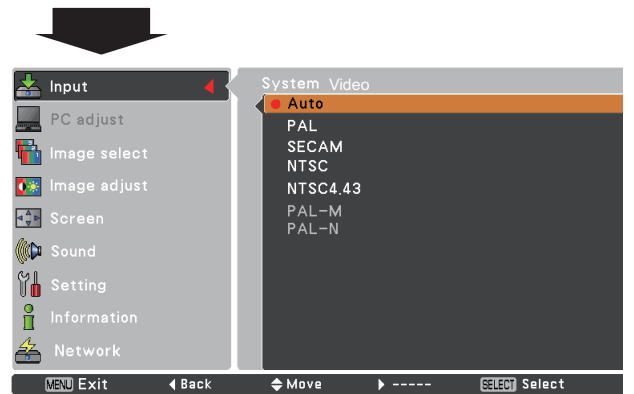 Input
PC adjust
Image select
Image adjust
Screen
Sound
Setting
Information
Network
System Video
Auto
PAL
SECAM
NTSC
NTSC4.43
PAL-M
PAL-N
MENU Exit Back Move ----- SELECT Select